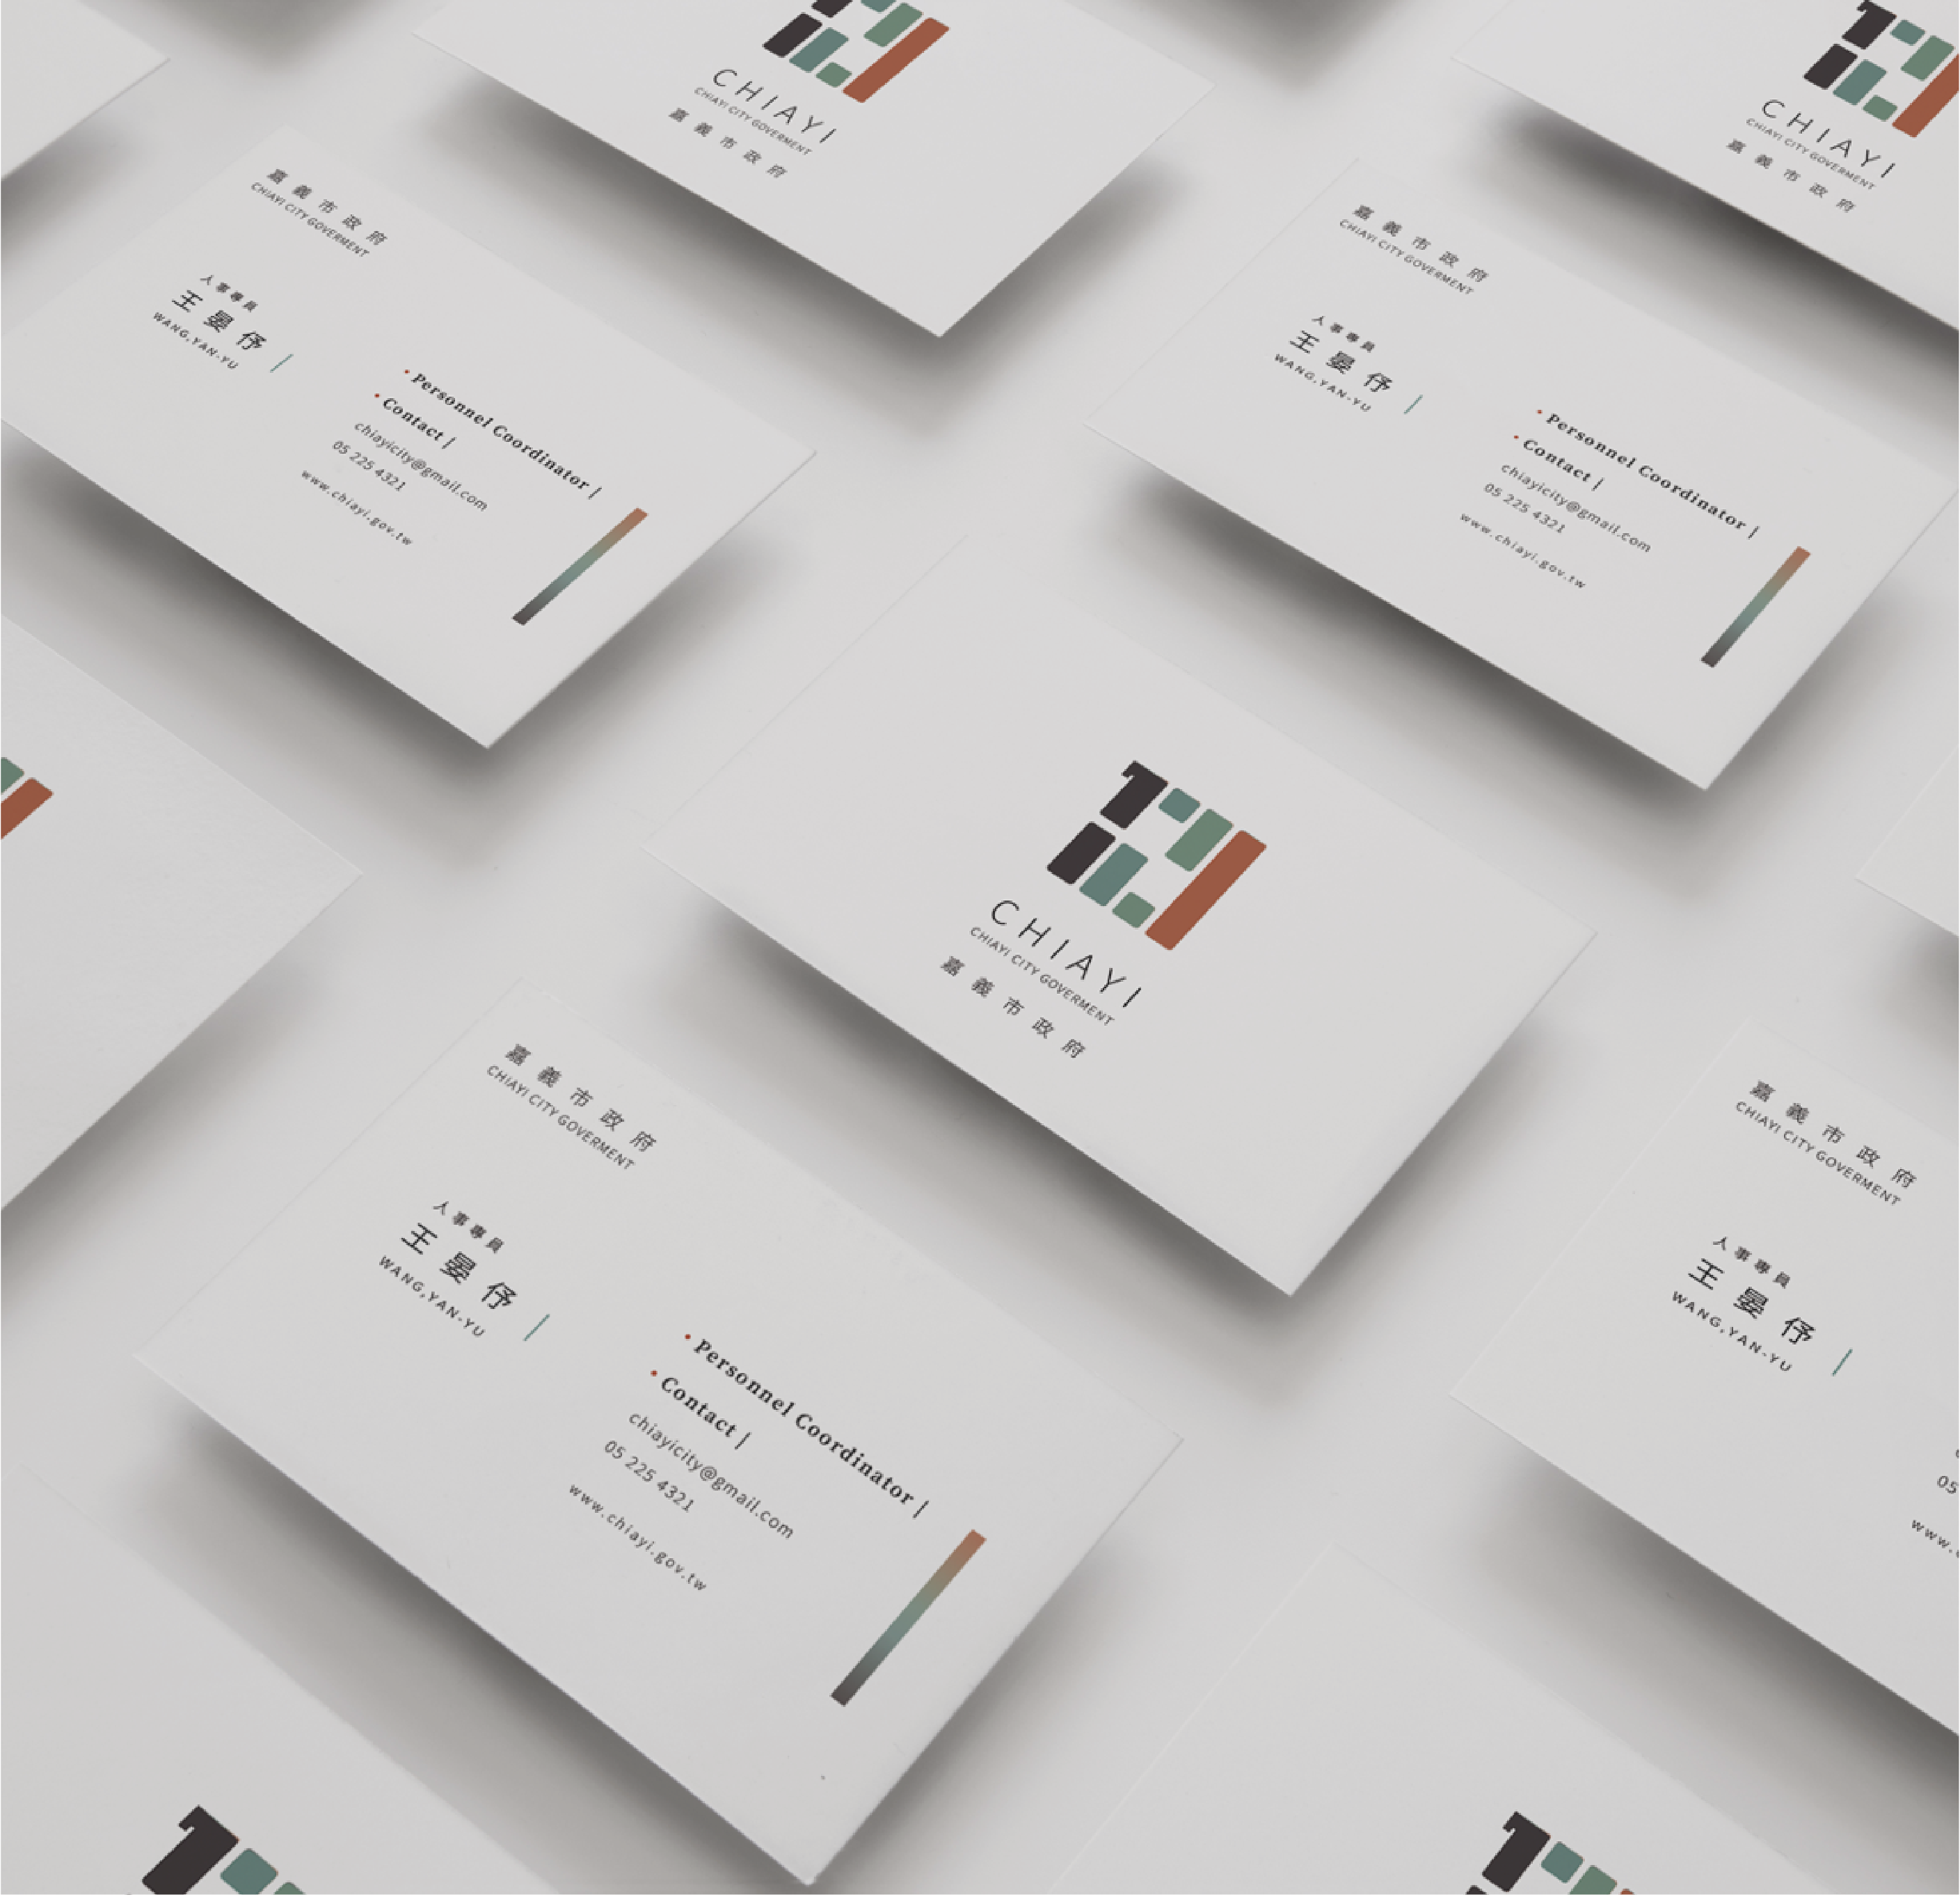 CHIAYI
CHIAYI CITY GOVERMENT
嘉義市政府
CHIAYI
CHIAYI CITY GOVERMENT
嘉義市政府
嘉義市政府
CHIAYI CITY GOVERMENT
人事專員
王晏伃
WANG,YAN-YU
• Personnel Coordinator |
• Contact |
chiayicity@gmail.com
05 225 4321
www.chiayi.gov.tw
嘉義市政府
CHIAYI CITY GOVERMENT
人事專員
王晏伃
WANG,YAN-YU
• Personnel Coordinator |
• Contact |
chiayicity@gmail.com
05 225 4321
www.chiayi.gov.tw
CHIAYI
CHIAYI CITY GOVERMENT
嘉義市政府
嘉義市政府
CHIAYI CITY GOVERMENT
人事專員
王晏伃
WANG,YAN-YU
• Personnel Coordinator |
• Contact |
chiayicity@gmail.com
05 225 4321
www.chiayi.gov.tw
嘉義市政府
CHIAYI CITY GOVERMENT
人事專員
王晏伃
WANG,YAN-YU
05
www.